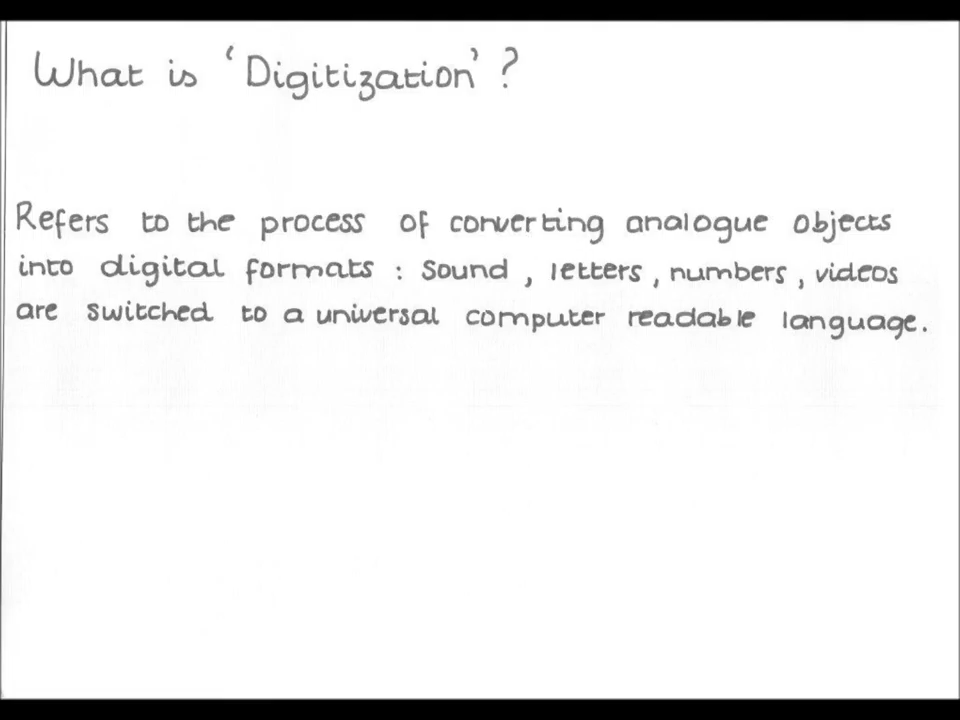 What is 'Digitization'?
Refers to the process of converting analogue objects
into digital formats : sound , letters , numbers , videos
are switched to a universal computer readable language.